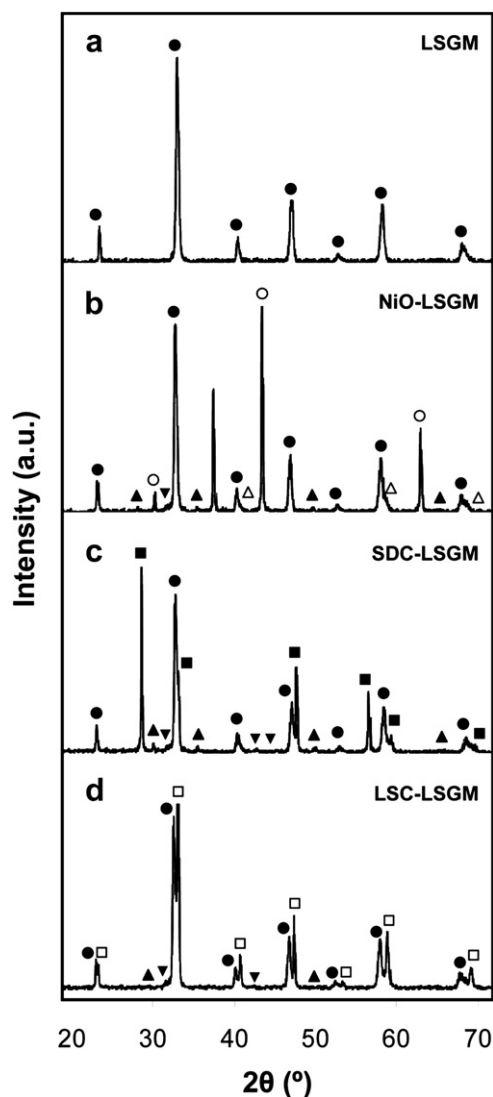 a
LSGM
b
NiO-LSGM
c
SDC-LSGM
d
LSC-LSGM
Intensity (a.u.)
20 30 40 50 60 70
2θ (º)